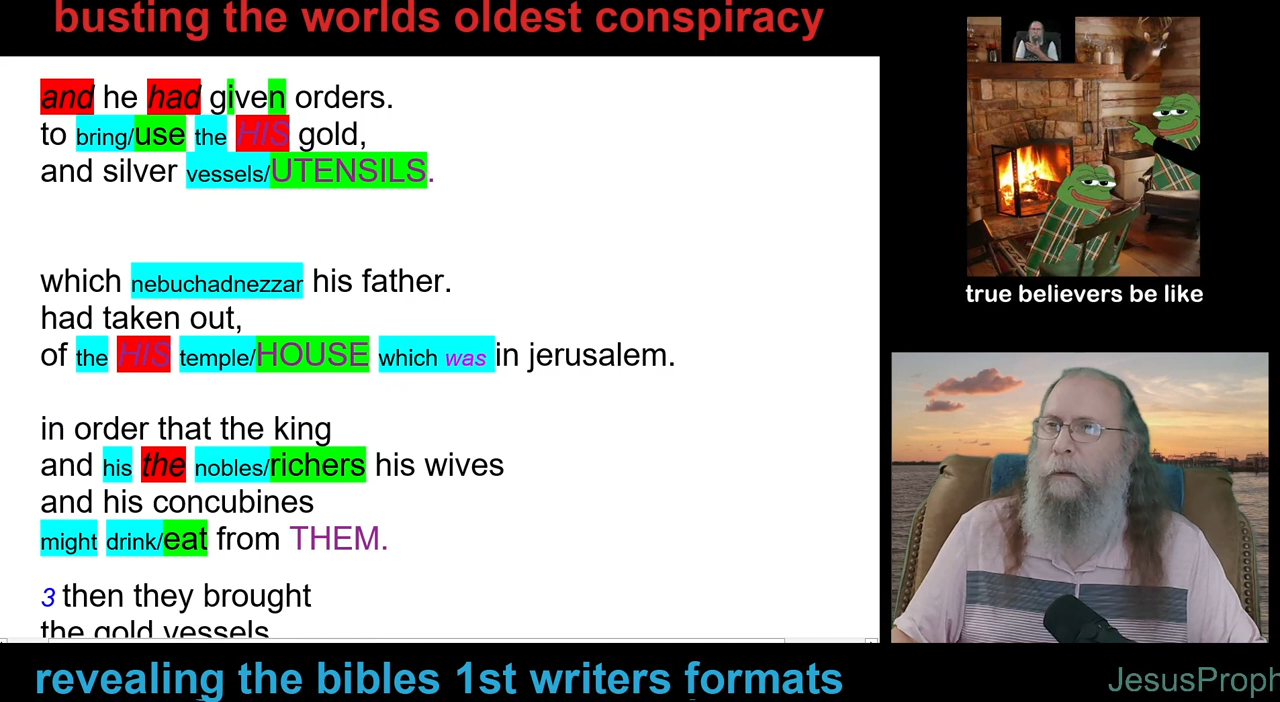 busting the worlds oldest conspiracy
and he had given orders.
to bring/use the HIS gold,
and silver vessels/UTENSILS.
which nebuchadnezzar his father.
had taken out,
of the HIS temple/HOUSE which was in jerusalem.
in order that the king
and his the nobles/richers his wives
and his concubines
might drink/eat from THEM.
3 then they brought
the gold vessels
true believers be like
revealing the bibles 1st writers formats
JesusProph